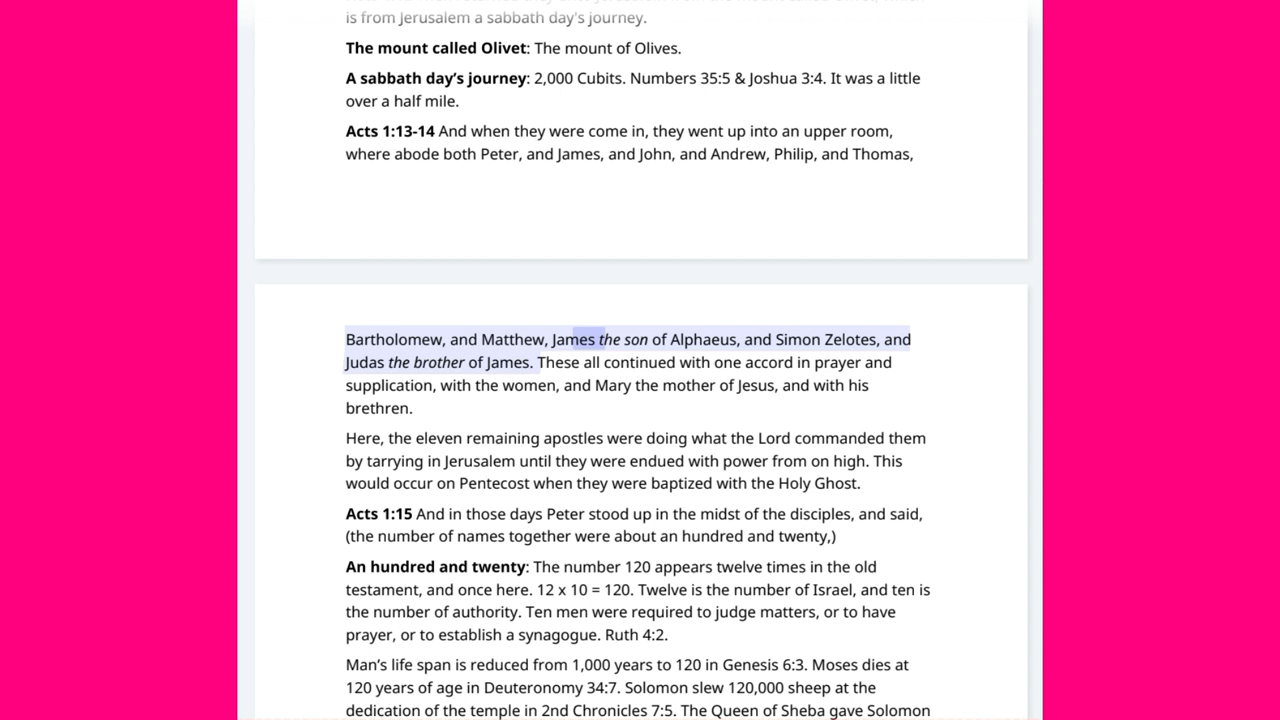 is from Jerusalem a sabbath day's journey.
The mount called Olivet: The mount of Olives.
A sabbath day’s journey: 2,000 Cubits. Numbers 35:5 & Joshua 3:4. It was a little
over a half mile.
Acts 1:13-14 And when they were come in, they went up into an upper room,
where abode both Peter, and James, and John, and Andrew, Philip, and Thomas,
Bartholomew, and Matthew, James the son of Alphaeus, and Simon Zelotes, and
Judas the brother of James. These all continued with one accord in prayer and
supplication, with the women, and Mary the mother of Jesus, and with his
brethren.
Here, the eleven remaining apostles were doing what the Lord commanded them
by tarrying in Jerusalem until they were endued with power from on high. This
would occur on Pentecost when they were baptized with the Holy Ghost.
Acts 1:15 And in those days Peter stood up in the midst of the disciples, and said,
(the number of names together were about an hundred and twenty,)
An hundred and twenty: The number 120 appears twelve times in the old
testament, and once here. 12 x 10 = 120. Twelve is the number of Israel, and ten is
the number of authority. Ten men were required to judge matters, or to have
prayer, or to establish a synagogue. Ruth 4:2.
Man’s life span is reduced from 1,000 years to 120 in Genesis 6:3. Moses dies at
120 years of age in Deuteronomy 34:7. Solomon slew 120,000 sheep at the
dedication of the temple in 2nd Chronicles 7:5. The Queen of Sheba gave Solomon